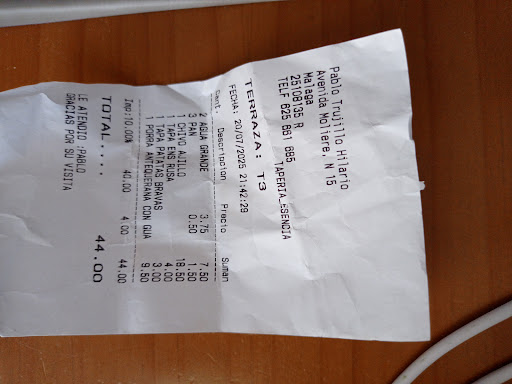 Pablo Trujillo Hilario
Avenida Moliere, N 15
Malaga
25108135 R
TELF 625 661 685 TAPERIA_ESENCIA
TERRAZA: T3
FECHA: 20/07/2025 21:42:29
Cant. Descripcion Precio Suman
2 AGUA GRANDE 3.75 7.50
3 PAN 0.50 1.50
1 CHIVO AJILLO 18.50
1 TAPA ENS.RUSA 4.00
1 TAPA PATATAS BRAVAS 3.00
1 PORRA ANTEQUERANA CON GUA 9.50
Imp:10.00% 40.00 4.00 44.00
TOTAL.... 44.00
LE ATENDIO :PABLO
GRACIAS POR SU VISITA